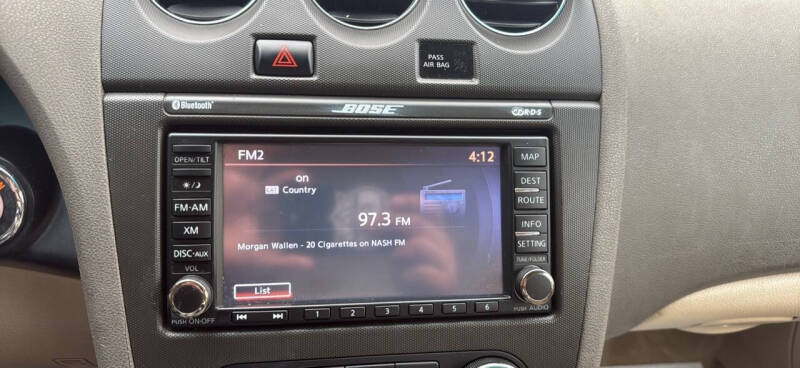 PASS
AIR BAG
Bluetooth
BOSE
R·D·S
OPEN/TILT
FM·AM
XM
DISC·AUX
VOL
PUSH ON·OFF
FM2
4:12
on
CAT Country
97.3 FM
Morgan Wallen - 20 Cigarettes on NASH FM
List
1 2 3 4 5 6
MAP
DEST
ROUTE
INFO
SETTING
TUNE/FOLDER
PUSH AUDIO